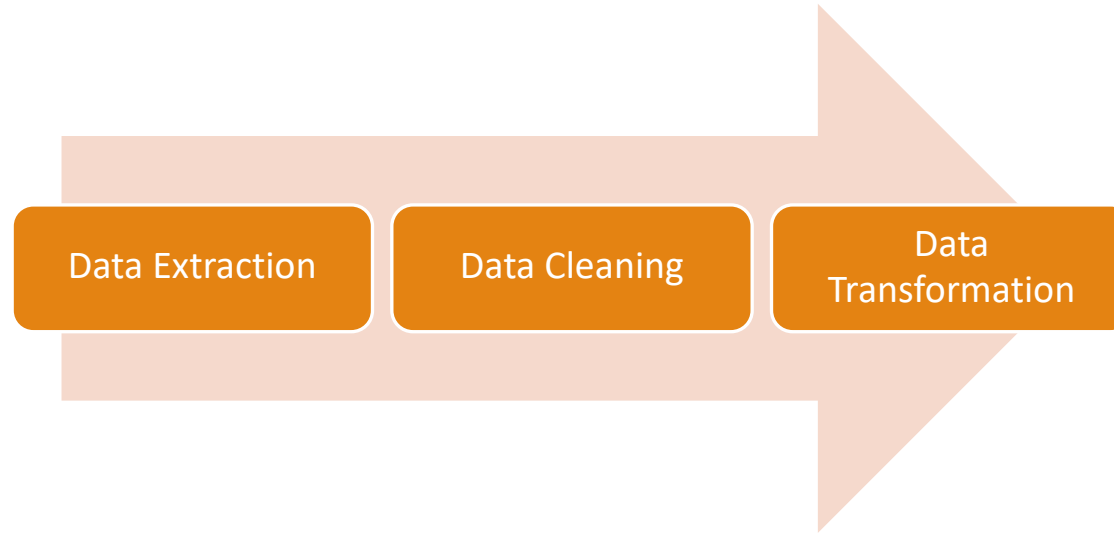 Data Extraction
Data Cleaning
Data
Transformation